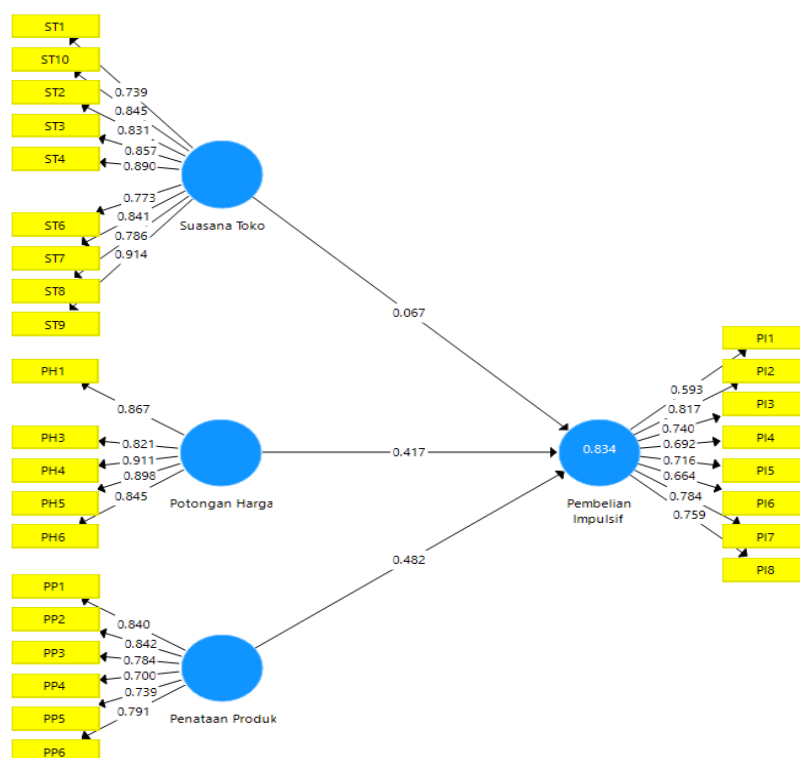 ST1
ST10
ST2
ST3
ST4
ST6
ST7
ST8
ST9
0.739
0.845
0.831
0.857
0.890
0.773
0.841
0.786
0.914
Suasana Toko
0.067
PH1
PH3
PH4
PH5
PH6
0.867
0.821
0.911
0.898
0.845
Potongan Harga
0.417
PP1
PP2
PP3
PP4
PP5
PP6
0.840
0.842
0.784
0.700
0.739
0.791
Penataan Produk
0.482
0.834
Pembelian
Impulsif
0.593
0.817
0.740
0.692
0.716
0.664
0.784
0.759
PI1
PI2
PI3
PI4
PI5
PI6
PI7
PI8